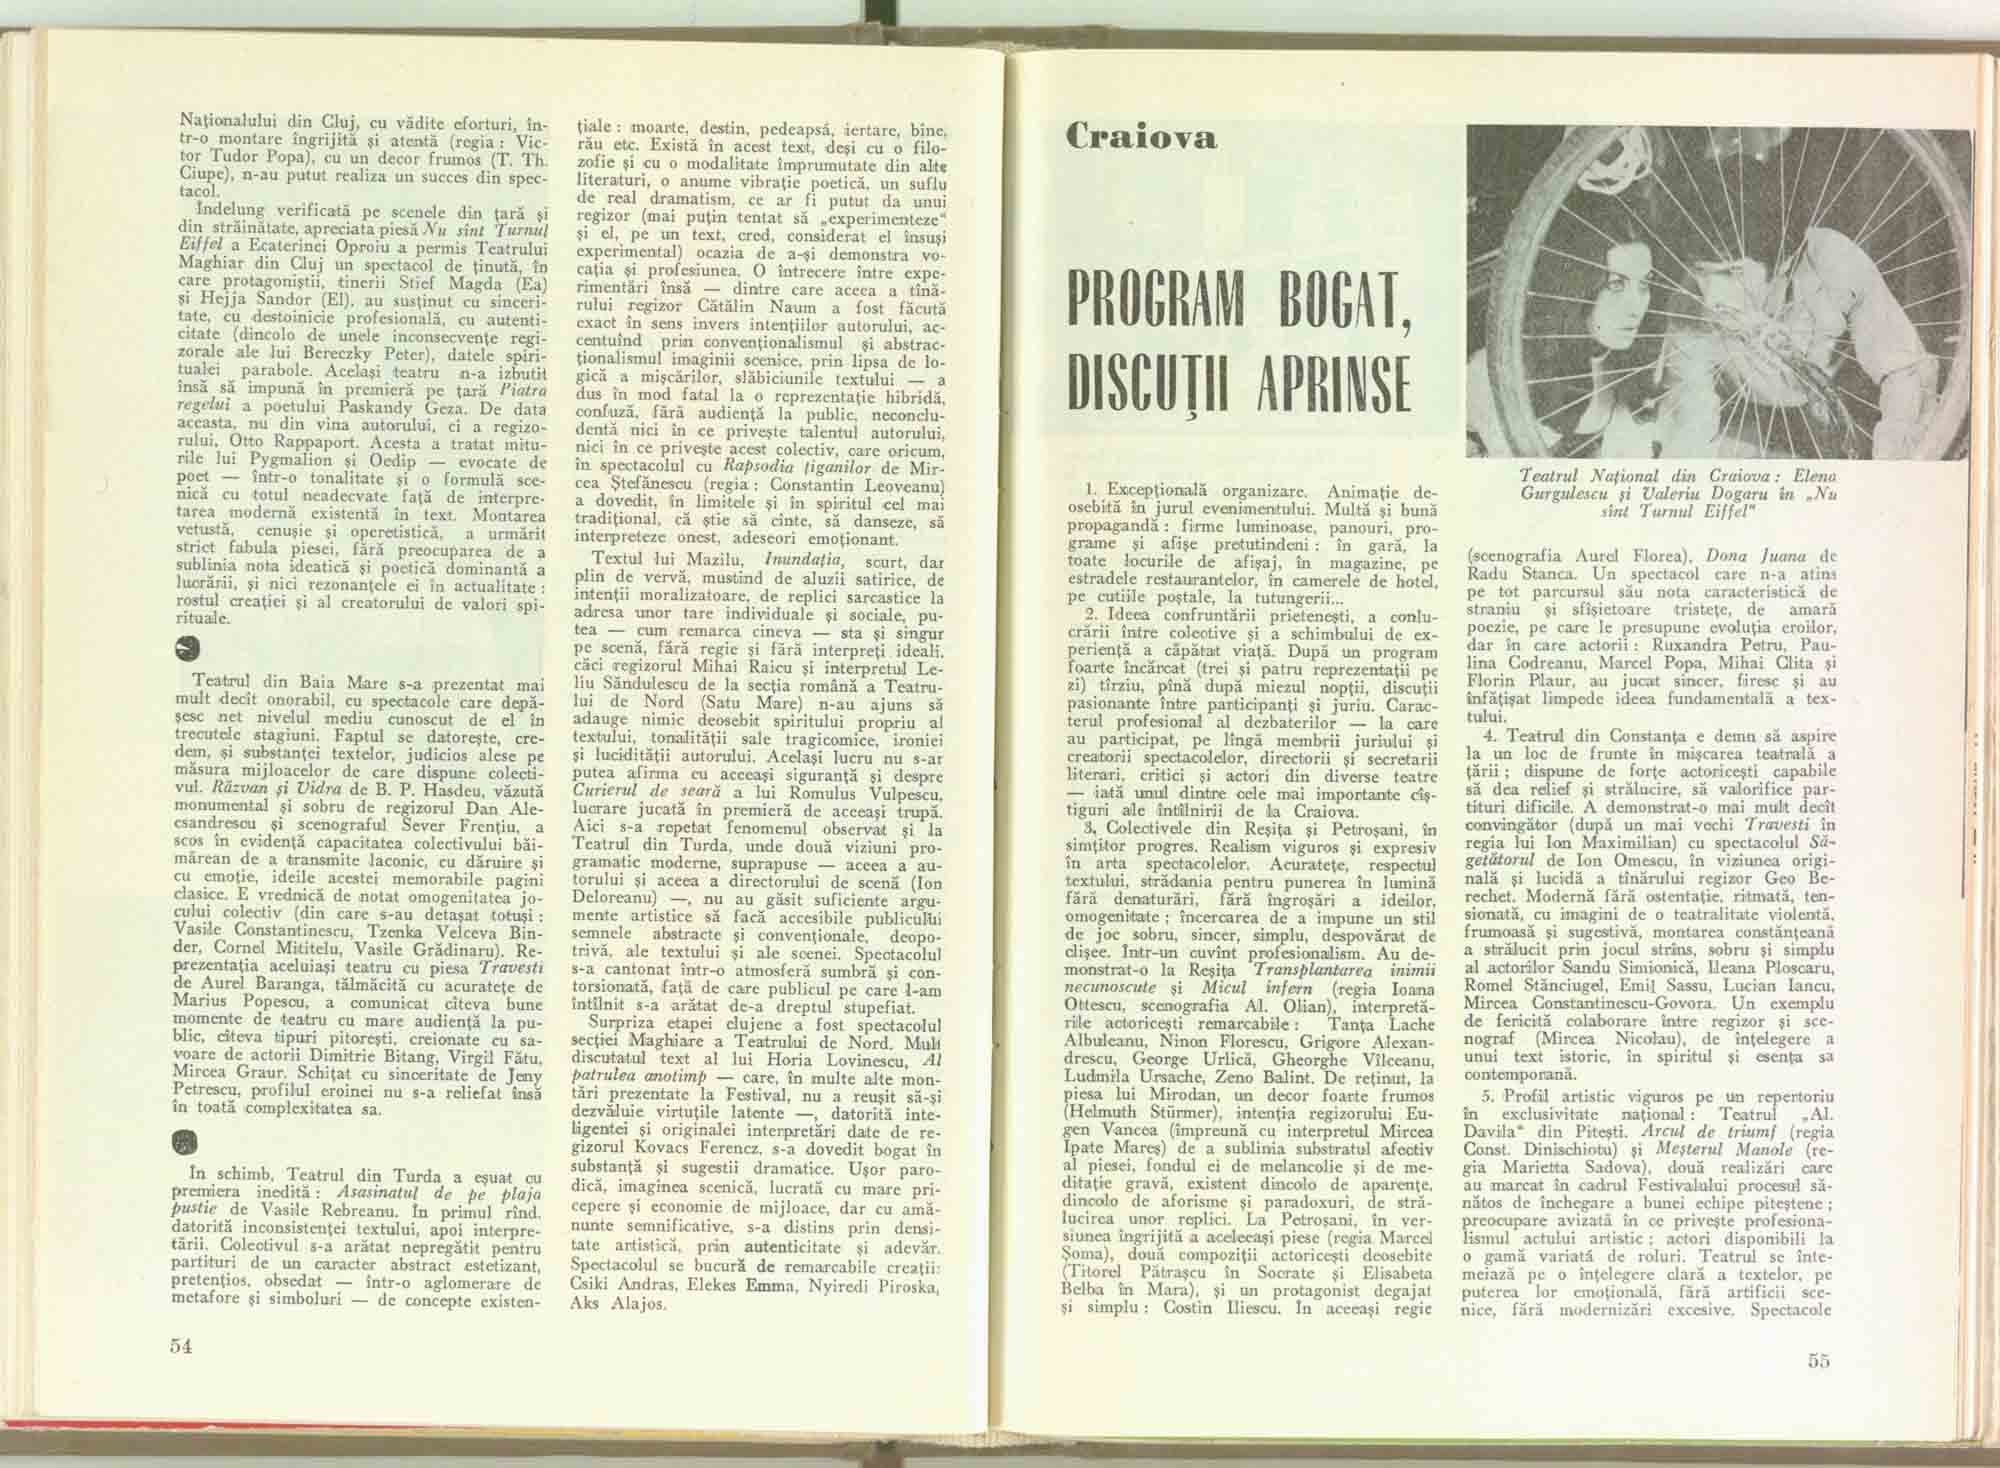 Naționalului din Cluj, cu vădite eforturi, în-
tr-o montare îngrijită și atentă (regia : Vic-
tor Tudor Popa), cu un decor frumos (T. Th.
Ciupe), n-au putut realiza un succes din spec-
tacol.
Îndelung verificată pe scenele din țară și
din străinătate, apreciata piesă Nu sînt Turnul
Eiffel a Ecaterinei Oproiu a permis Teatrului
Maghiar din Cluj un spectacol de ținută, în
care protagoniștii, tinerii Stief Magda (Ea)
și Hejja Sandor (El), au susținut cu sinceri-
tate, cu destoinicie profesională, cu autenti-
citate (dincolo de unele inconsecvențe regi-
zorale ale lui Bereczky Peter), datele spiri-
tualei parabole. Același teatru n-a izbutit
însă să impună în premieră pe țară Piatra
regelui a poetului Paskandy Geza. De data
aceasta, nu din vina autorului, ci a regizo-
rului, Otto Rappaport. Acesta a tratat mitu-
rile lui Pygmalion și Oedip — evocate de
poet — într-o tonalitate și o formulă sce-
nică cu totul neadecvate față de interpre-
tarea modernă existentă în text. Montarea
vetustă, cenușie și operetistică, a urmărit
strict fabula piesei, fără preocuparea de a
sublinia nota ideatică și poetică dominantă a
lucrării, și nici rezonanțele ei în actualitate :
rostul creației și al creatorului de valori spi-
rituale.
Teatrul din Baia Mare s-a prezentat mai
mult decît onorabil, cu spectacole care depă-
șesc net nivelul mediu cunoscut de el în
trecutele stagiuni. Faptul se datorește, cre-
dem, și substanței textelor, judicios alese pe
măsura mijloacelor de care dispune colecti-
vul. Răzvan și Vidra de B. P. Hasdeu, văzută
monumental și sobru de regizorul Dan Ale-
csandrescu și scenograful Sever Frențiu, a
scos în evidență capacitatea colectivului băi-
mărean de a transmite laconic, cu dăruire și
cu emoție, ideile acestei memorabile pagini
clasice. E vrednică de notat omogenitatea jo-
cului colectiv (din care s-au detașat totuși :
Vasile Constantinescu, Tzenka Velceva Bin-
der, Cornel Mititelu, Vasile Grădinaru). Re-
prezentația aceluiași teatru cu piesa Travesti
de Aurel Baranga, tălmăcită cu acuratețe de
Marius Popescu, a comunicat cîteva bune
momente de teatru cu mare audiență la pu-
blic, cîteva tipuri pitorești, creionate cu sa-
voare de actorii Dimitrie Bitang, Virgil Fătu,
Mircea Graur. Schițat cu sinceritate de Jeny
Petrescu, profilul eroinei nu s-a reliefat însă
în toată complexitatea sa.
În schimb, Teatrul din Turda a eșuat cu
premiera inedită : Asasinatul de pe plaja
pustie de Vasile Rebreanu. În primul rînd,
datorită inconsistenței textului, apoi interpre-
tării. Colectivul s-a arătat nepregătit pentru
partituri de un caracter abstract estetizant,
pretențios, obsedat — într-o aglomerare de
metafore și simboluri — de concepte existen-
54
țiale : moarte, destin, pedeapsă, iertare, bine,
rău etc. Există în acest text, deși cu o filo-
zofie și cu o modalitate împrumutate din alte
literaturi, o anume vibrație poetică, un suflu
de real dramatism, ce ar fi putut da unui
regizor (mai puțin tentat să „experimenteze“
și el, pe un text, cred, considerat el însuși
experimental) ocazia de a-și demonstra vo-
cația și profesiunea. O întrecere între expe-
rimentări însă — dintre care aceea a tînă-
rului regizor Cătălin Naum a fost făcută
exact în sens invers intențiilor autorului, ac-
centuînd prin convenționalismul și abstrac-
ționalismul imaginii scenice, prin lipsa de lo-
gică a mișcărilor, slăbiciunile textului — a
dus în mod fatal la o reprezentație hibridă,
confuză, fără audiență la public, neconclu-
dentă nici în ce privește talentul autorului,
nici în ce privește acest colectiv, care oricum,
în spectacolul cu Rapsodia țiganilor de Mir-
cea Ștefănescu (regia : Constantin Leoveanu)
a dovedit, în limitele și în spiritul cel mai
tradițional, că știe să cînte, să danseze, să
interpreteze onest, adeseori emoționant.
Textul lui Mazilu, Inundația, scurt, dar
plin de vervă, mustind de aluzii satirice, de
intenții moralizatoare, de replici sarcastice la
adresa unor tare individuale și sociale, pu-
tea — cum remarca cineva — sta și singur
pe scenă, fără regie și fără interpreți ideali,
căci regizorul Mihai Raicu și interpretul Le-
liu Săndulescu de la secția română a Teatru-
lui de Nord (Satu Mare) n-au ajuns să
adauge nimic deosebit spiritului propriu al
textului, tonalității sale tragicomice, ironiei
și lucidității autorului. Același lucru nu s-ar
putea afirma cu aceeași siguranță și despre
Curierul de seară a lui Romulus Vulpescu,
lucrare jucată în premieră de aceeași trupă.
Aici s-a repetat fenomenul observat și la
Teatrul din Turda, unde două viziuni pro-
gramatic moderne, suprapuse — aceea a au-
torului și aceea a directorului de scenă (Ion
Deloreanu) —, nu au găsit suficiente argu-
mente artistice să facă accesibile publicului
semnele abstracte și convenționale, deopo-
trivă, ale textului și ale scenei. Spectacolul
s-a cantonat într-o atmosferă sumbră și con-
torsionată, față de care publicul pe care l-am
întîlnit s-a arătat de-a dreptul stupefiat.
Surpriza etapei clujene a fost spectacolul
secției Maghiare a Teatrului de Nord. Mult
discutatul text al lui Horia Lovinescu, Al
patrulea anotimp — care, în multe alte mon-
tări prezentate la Festival, nu a reușit să-și
dezvăluie virtuțile latente —, datorită inte-
ligentei și originalei interpretări date de re-
gizorul Kovacs Ferencz, s-a dovedit bogat în
substanță și sugestii dramatice. Ușor paro-
dică, imaginea scenică, lucrată cu mare pri-
cepere și economie de mijloace, dar cu amă-
nunte semnificative, s-a distins prin densi-
tate artistică, prin autenticitate și adevăr.
Spectacolul se bucură de remarcabile creații:
Csiki Andras, Elekes Emma, Nyiredi Piroska,
Aks Alajos.
Craiova
PROGRAM BOGAT,
DISCUȚII APRINSE
1. Excepțională organizare. Animație de-
osebită în jurul evenimentului. Multă și bună
propagandă : firme luminoase, panouri, pro-
grame și afișe pretutindeni : în gară, la
toate locurile de afișaj, în magazine, pe
estradele restaurantelor, în camerele de hotel,
pe cutiile poștale, la tutungerii...
2. Ideea confruntării prietenești, a conlu-
crării între colective și a schimbului de ex-
periență a căpătat viață. După un program
foarte încărcat (trei și patru reprezentații pe
zi) tîrziu, pînă după miezul nopții, discuții
pasionante între participanți și juriu. Carac-
terul profesional al dezbaterilor — la care
au participat, pe lîngă membrii juriului și
creatorii spectacolelor, directorii și secretarii
literari, critici și actori din diverse teatre
— iată unul dintre cele mai importante cîș-
tiguri ale întîlnirii de la Craiova.
3. Colectivele din Reșița și Petroșani, în
simțitor progres. Realism viguros și expresiv
în arta spectacolelor. Acuratețe, respectul
textului, strădania pentru punerea în lumină
fără denaturări, fără îngroșări a ideilor,
omogenitate ; încercarea de a impune un stil
de joc sobru, sincer, simplu, despovărat de
clișee. Într-un cuvînt profesionalism. Au de-
monstrat-o la Reșița Transplantarea inimii
necunoscute și Micul infern (regia Ioana
Ottescu, scenografia Al. Olian), interpretă-
rile actoricești remarcabile : Tanța Lache
Albuleanu, Ninon Florescu, Grigore Alexan-
drescu, George Urlică, Gheorghe Vîlceanu,
Ludmila Ursache, Zeno Balint. De reținut, la
piesa lui Mirodan, un decor foarte frumos
(Helmuth Stürmer), intenția regizorului Eu-
gen Vancea (împreună cu interpretul Mircea
Ipate Mareș) de a sublinia substratul afectiv
al piesei, fondul ei de melancolie și de me-
ditație gravă, existent dincolo de aparențe,
dincolo de aforisme și paradoxuri, de stră-
lucirea unor replici. La Petroșani, în ver-
siunea îngrijită a aceleeași piese (regia Marcel
Șoma), două compoziții actoricești deosebite
(Titorel Pătrașcu în Socrate și Elisabeta
Belba în Mara), și un protagonist degajat
și simplu : Costin Iliescu. În aceeași regie
Teatrul Național din Craiova : Elena
Gurgulescu și Valeriu Dogaru în „Nu
sînt Turnul Eiffel“
(scenografia Aurel Florea), Dona Juana de
Radu Stanca. Un spectacol care n-a atins
pe tot parcursul său nota caracteristică de
straniu și sfîșietoare tristețe, de amară
poezie, pe care le presupune evoluția eroilor,
dar în care actorii : Ruxandra Petru, Pau-
lina Codreanu, Marcel Popa, Mihai Clita și
Florin Plaur, au jucat sincer, firesc și au
înfățișat limpede ideea fundamentală a tex-
tului.
4. Teatrul din Constanța e demn să aspire
la un loc de frunte în mișcarea teatrală a
țării ; dispune de forțe actoricești capabile
să dea relief și strălucire, să valorifice par-
tituri dificile. A demonstrat-o mai mult decît
convingător (după un mai vechi Travesti în
regia lui Ion Maximilian) cu spectacolul Să-
getătorul de Ion Omescu, în viziunea origi-
nală și lucidă a tînărului regizor Geo Be-
rechet. Modernă fără ostentație, ritmată, ten-
sionată, cu imagini de o teatralitate violentă,
frumoasă și sugestivă, montarea constănțeană
a strălucit prin jocul strîns, sobru și simplu
al actorilor Sandu Simionică, Ileana Ploscaru,
Romel Stănciugel, Emil Sassu, Lucian Iancu,
Mircea Constantinescu-Govora. Un exemplu
de fericită colaborare între regizor și sce-
nograf (Mircea Nicolau), de înțelegere a
unui text istoric, în spiritul și esența sa
contemporană.
5. Profil artistic viguros pe un repertoriu
în exclusivitate național : Teatrul „Al.
Davila“ din Pitești. Arcul de triumf (regia
Const. Dinischiotu) și Meșterul Manole (re-
gia Marietta Sadova), două realizări care
au marcat în cadrul Festivalului procesul să-
nătos de închegare a bunei echipe piteștene ;
preocupare avizată în ce privește profesiona-
lismul actului artistic ; actori disponibili la
o gamă variată de roluri. Teatrul se înte-
meiază pe o înțelegere clară a textelor, pe
puterea lor emoțională, fără artificii sce-
nice, fără modernizări excesive. Spectacole
55